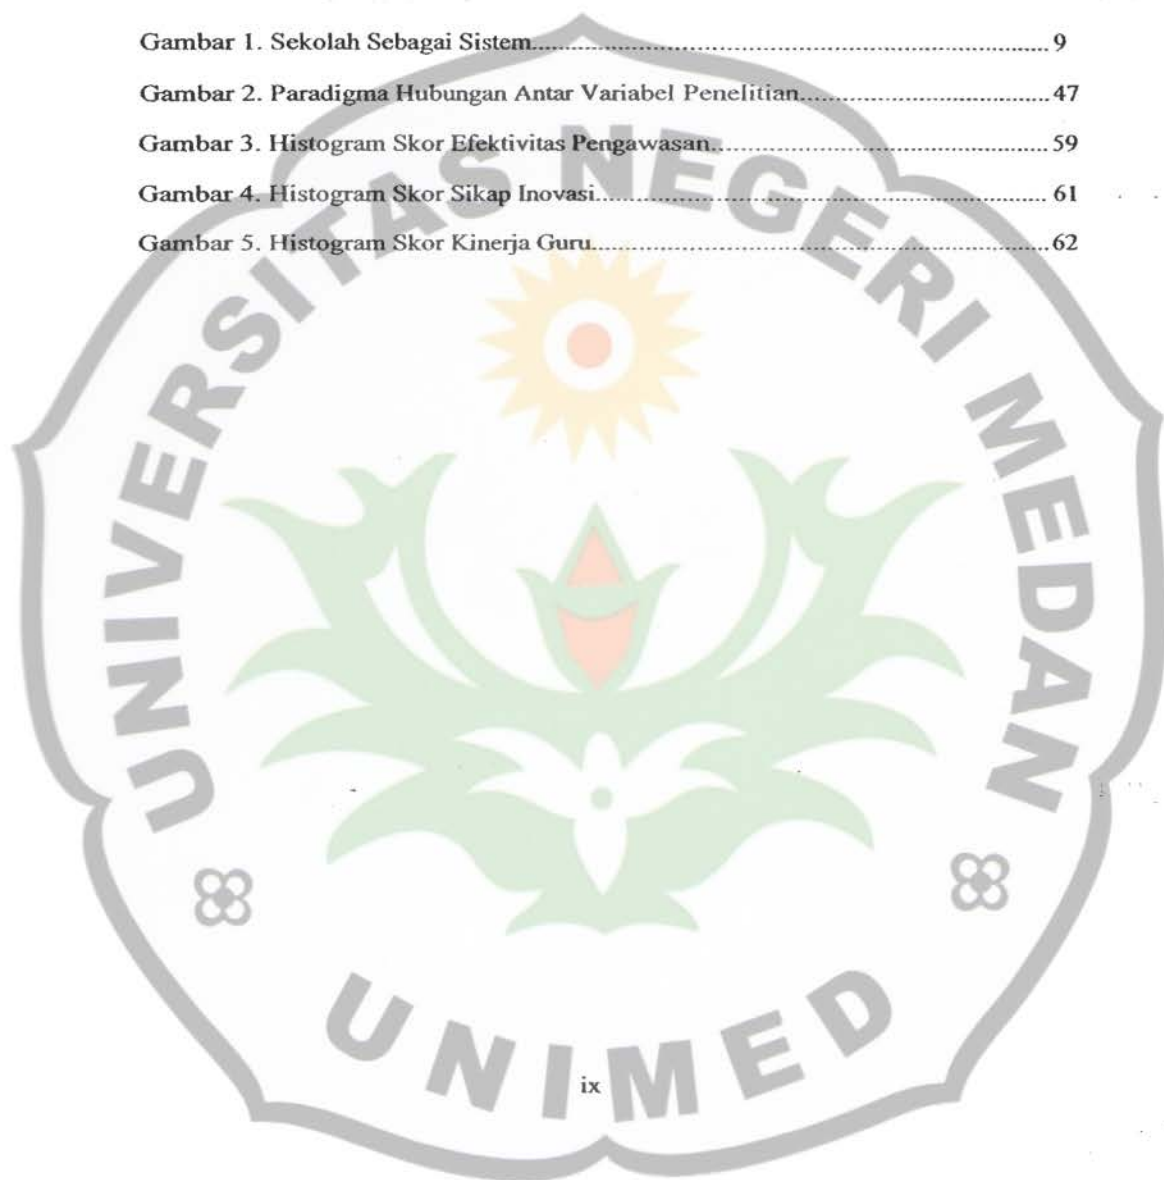 Gambar 1. Sekolah Sebagai Sistem.......................................................................................... 9
Gambar 2. Paradigma Hubungan Antar Variabel Penelitian.......................................... 47
Gambar 3. Histogram Skor Efektivitas Pengawasan......................................................... 59
Gambar 4. Histogram Skor Sikap Inovasi............................................................................. 61
Gambar 5. Histogram Skor Kinerja Guru.............................................................................. 62
UNIVERSITAS NEGERI MEDAN
UNIMED
ix